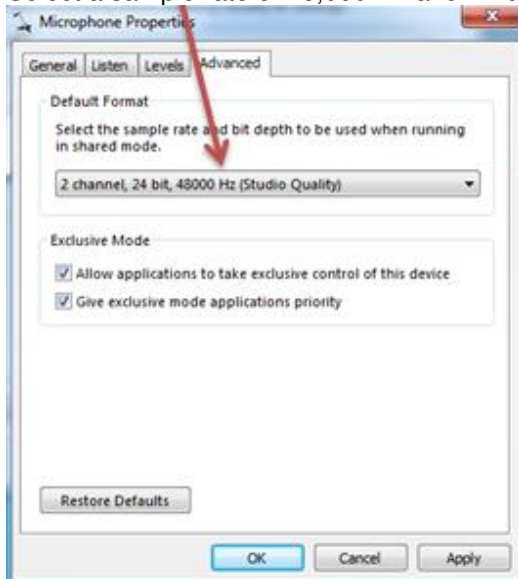 Microphone Properties
General Listen Levels Advanced
Default Format
Select the sample rate and bit depth to be used when running
in shared mode.
2 channel, 24 bit, 48000 Hz (Studio Quality)
Exclusive Mode
Allow applications to take exclusive control of this device
Give exclusive mode applications priority
Restore Defaults
OK Cancel Apply